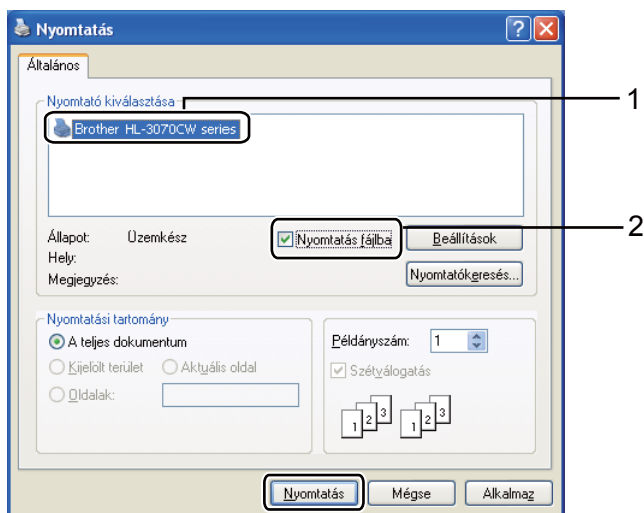 Nyomtatás
Általános
Nyomtató kiválasztása
1
Brother HL-3070CW series
Állapot: Üzemkész
Nyomtatás fájlba
2
Beállítások
Hely:
Megjegyzés:
Nyomtatókeresés...
Nyomtatási tartomány
A teljes dokumentum
Kijelölt terület Aktuális oldal
Oldalak:
Példányszám: 1
Szétválogatás
1 2 3 1 2 3
Nyomtatás Mégse Alkalmaz